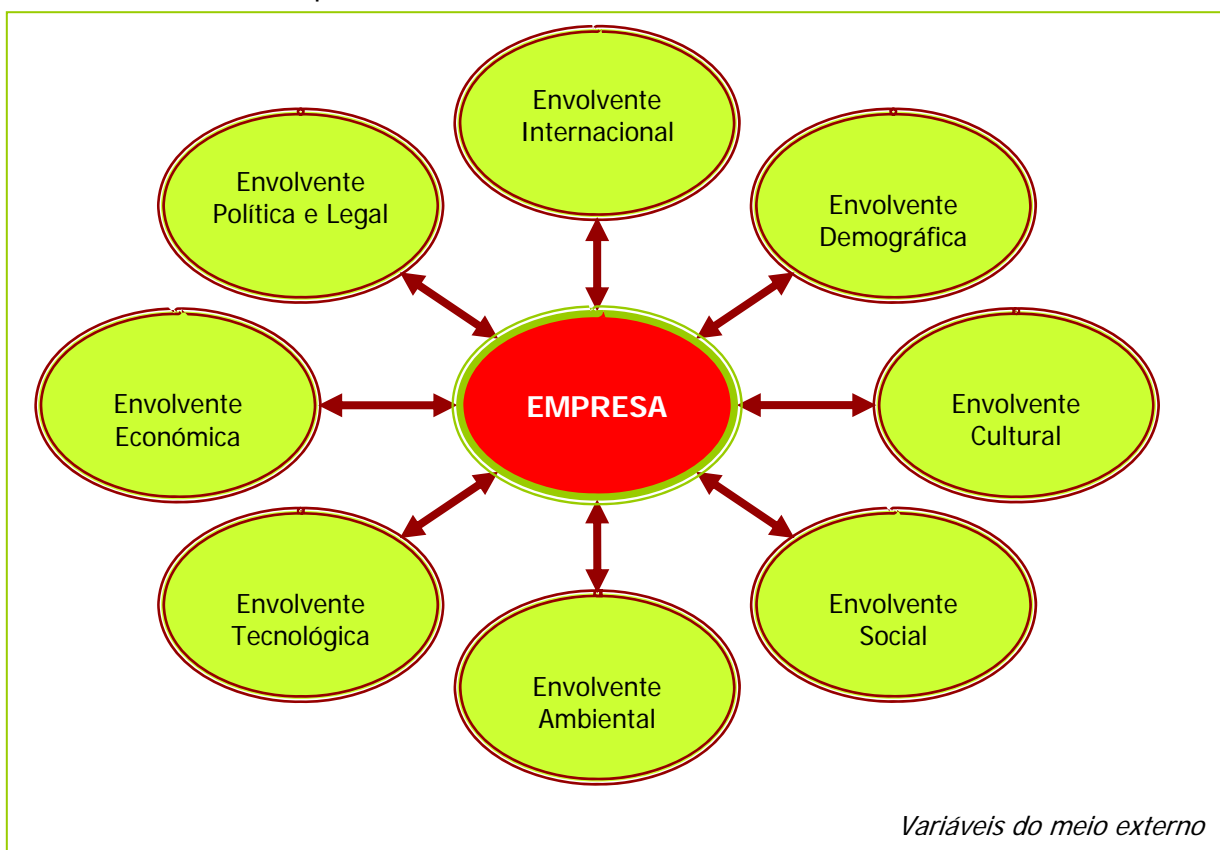 Envolvente
Internacional
Envolvente
Política e Legal
Envolvente
Demográfica
Envolvente
Económica
EMPRESA
Envolvente
Cultural
Envolvente
Tecnológica
Envolvente
Social
Envolvente
Ambiental
Variáveis do meio externo